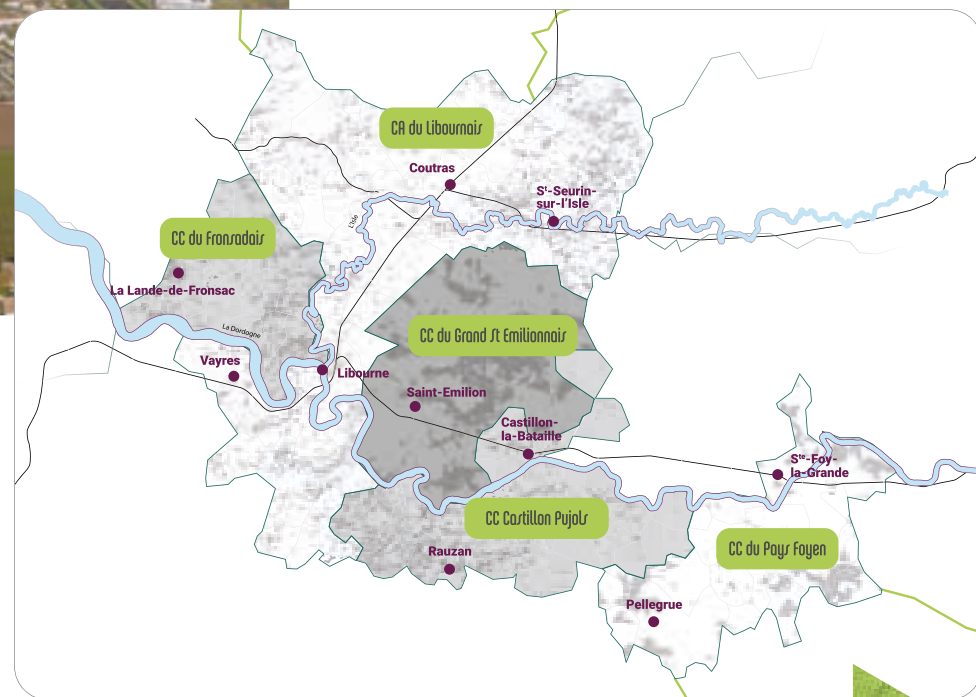 CA du Libournais
Coutras
St-Seurin-
sur-l'Isle
L'Isle
CC du Fronsadais
La Lande-de-Fronsac
La Dordogne
CC du Grand St Emilionnais
Vayres
Libourne
Saint-Emilion
Castillon-
la-Bataille
Ste-Foy-
la-Grande
CC Castillon Pujols
CC du Pays Foyen
Rauzan
Pellegrue